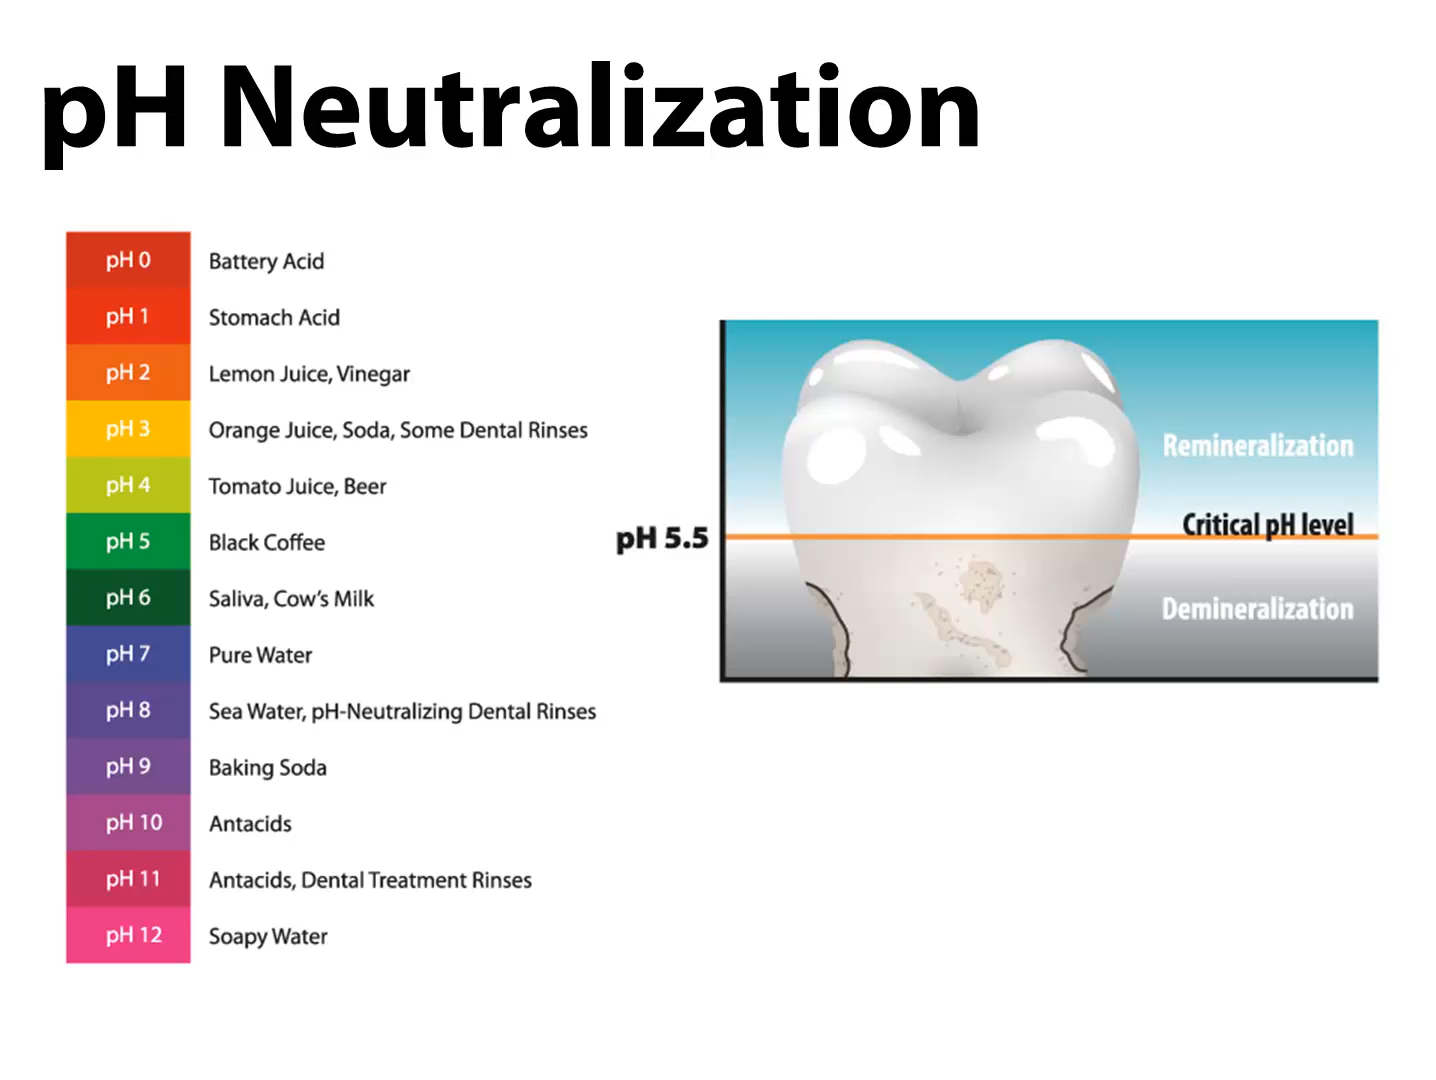 pH Neutralization
pH 0 Battery Acid
pH 1 Stomach Acid
pH 2 Lemon Juice, Vinegar
pH 3 Orange Juice, Soda, Some Dental Rinses
pH 4 Tomato Juice, Beer
pH 5 Black Coffee
pH 6 Saliva, Cow's Milk
pH 7 Pure Water
pH 8 Sea Water, pH-Neutralizing Dental Rinses
pH 9 Baking Soda
pH 10 Antacids
pH 11 Antacids, Dental Treatment Rinses
pH 12 Soapy Water
Remineralization
Critical pH level
pH 5.5
Demineralization